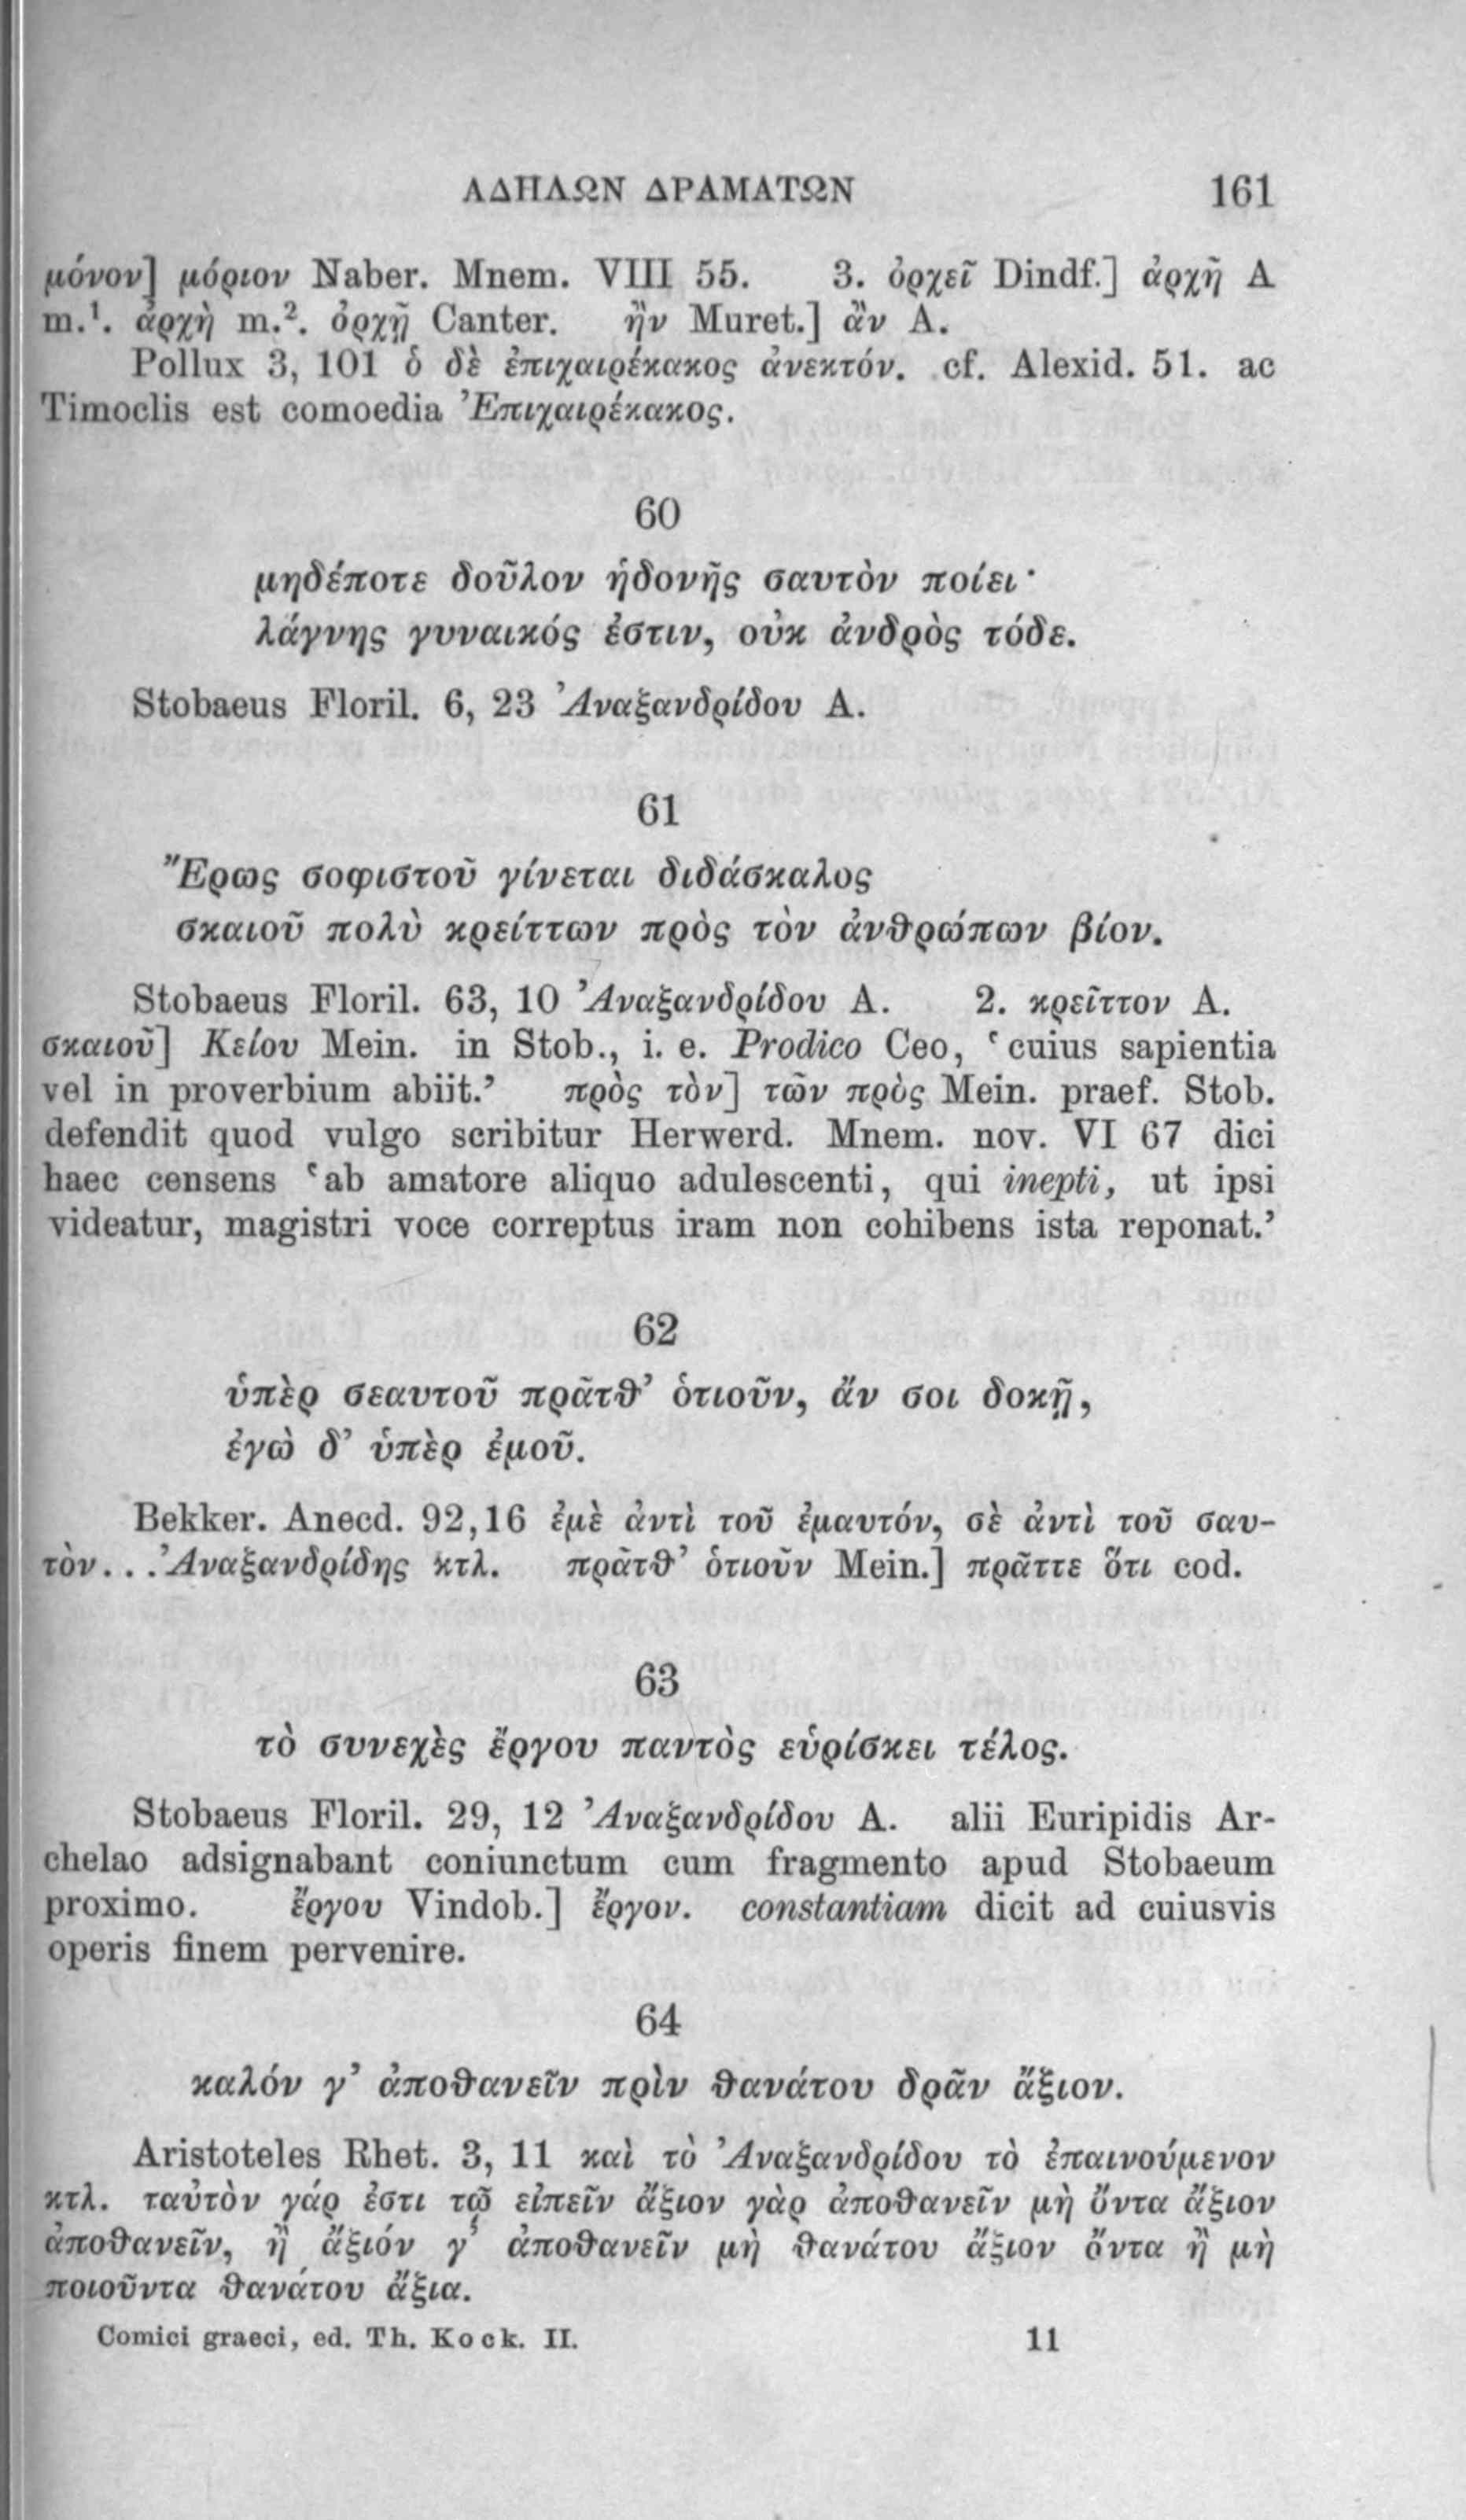 ΑΔΗΛΩΝ ΔΡΑΜΑΤΩΝ 161
μόνον] μόριον Naber. Mnem. VIII 55. 3. ὀρχεῖ Dindf.] ἀρχῆ A
m.¹. ἀρχὴ m.². ὀρχῇ Canter. ἢν Muret.] ἂν A.
Pollux 3, 101 ὁ δὲ ἐπιχαιρέκακος ἀνεκτόν. cf. Alexid. 51. ac
Timoclis est comoedia Ἐπιχαιρέκακος.
60
μηδέποτε δοῦλον ἡδονῆς σαυτὸν ποίει·
λάγνης γυναικός ἐστιν, οὐκ ἀνδρὸς τόδε.
Stobaeus Floril. 6, 23 Ἀναξανδρίδου A.
61
Ἔρως σοφιστοῦ γίνεται διδάσκαλος
σκαιοῦ πολὺ κρείττων πρὸς τὸν ἀνθρώπων βίον.
Stobaeus Floril. 63, 10 Ἀναξανδρίδου A. 2. κρεῖττον A.
σκαιοῦ] Κείου Mein. in Stob., i. e. Prodico Ceo, ‘cuius sapientia
vel in proverbium abiit.’ πρὸς τὸν] τῶν πρὸς Mein. praef. Stob.
defendit quod vulgo scribitur Herwerd. Mnem. nov. VI 67 dici
haec censens ‘ab amatore aliquo adulescenti, qui inepti, ut ipsi
videatur, magistri voce correptus iram non cohibens ista reponat.’
62
ὑπὲρ σεαυτοῦ πρᾶτθ’ ὁτιοῦν, ἄν σοι δοκῇ,
ἐγὼ δ’ ὑπὲρ ἐμοῦ.
Bekker. Anecd. 92,16 ἐμὲ ἀντὶ τοῦ ἐμαυτόν, σὲ ἀντὶ τοῦ σαυ-
τὸν... Ἀναξανδρίδης κτλ. πρᾶτθ’ ὁτιοῦν Mein.] πρᾶττε ὅτι cod.
63
τὸ συνεχὲς ἔργου παντὸς εὑρίσκει τέλος.
Stobaeus Floril. 29, 12 Ἀναξανδρίδου A. alii Euripidis Ar-
chelao adsignabant coniunctum cum fragmento apud Stobaeum
proximo. ἔργου Vindob.] ἔργον. constantiam dicit ad cuiusvis
operis finem pervenire.
64
καλόν γ’ ἀποθανεῖν πρὶν θανάτου δρᾶν ἄξιον.
Aristoteles Rhet. 3, 11 καὶ τὸ Ἀναξανδρίδου τὸ ἐπαινούμενον
κτλ. ταὐτὸν γάρ ἐστι τῷ εἰπεῖν ἄξιον γὰρ ἀποθανεῖν μὴ ὄντα ἄξιον
ἀποθανεῖν, ἢ ἄξιόν γ’ ἀποθανεῖν μὴ θανάτου ἄξιον ὄντα ἢ μὴ
ποιοῦντα θανάτου ἄξια.
Comici graeci, ed. Th. Kock. II. 11